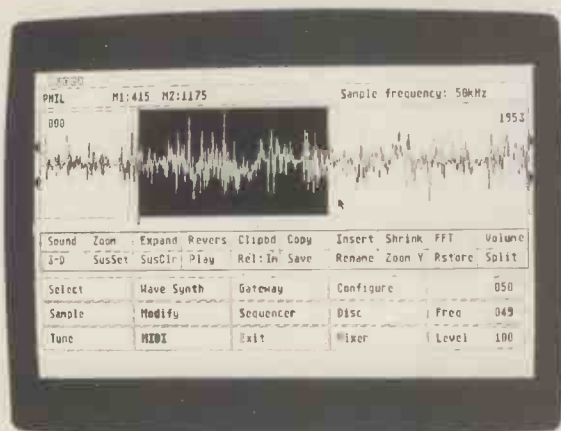 PHIL M1:415 M2:1175 Sample frequency: 50kHz
000 1953
Sound Zoom Expand Revers Clipbd Copy Insert Shrink FFT Volume
3-D SusSet SusClr Play Rel:Im Save Rename Zoom Y Rstore Split
Select Wave Synth Gateway Configure 050
Sample Modify Sequencer Disc Freq 049
Tune MIDI Exit Mixer Level 100